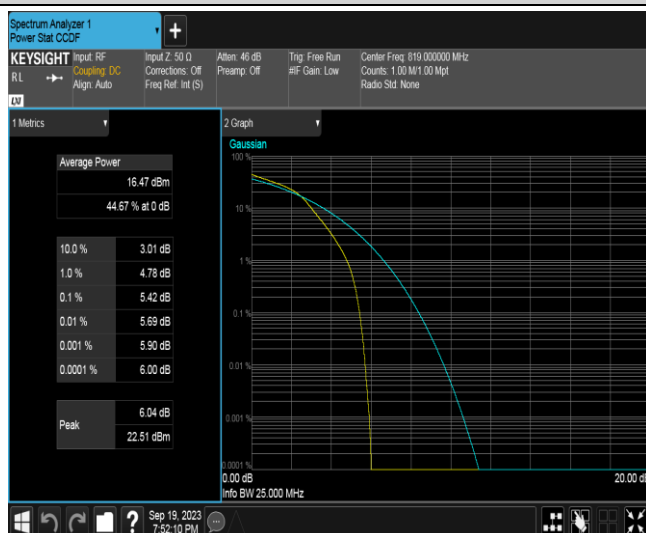 Spectrum Analyzer 1
Power Stat CCDF
KEYSIGHT
R L
LXI
Input: RF
Coupling: DC
Align: Auto
Input Z: 50 Ω
Corrections: Off
Freq Ref: Int (S)
Atten: 46 dB
Preamp: Off
Trig: Free Run
#IF Gain: Low
Center Freq: 819.000000 MHz
Counts: 1.00 M/1.00 Mpt
Radio Std: None
1 Metrics
Average Power
16.47 dBm
44.67 % at 0 dB
10.0 % 3.01 dB
1.0 % 4.78 dB
0.1 % 5.42 dB
0.01 % 5.69 dB
0.001 % 5.90 dB
0.0001 % 6.00 dB
Peak
6.04 dB
22.51 dBm
2 Graph
Gaussian
100 %
10 %
1 %
0.1 %
0.01 %
0.001 %
0.0001 %
0.00 dB
20.00 dB
Info BW 25.000 MHz
?
Sep 19, 2023
7:52:10 PM